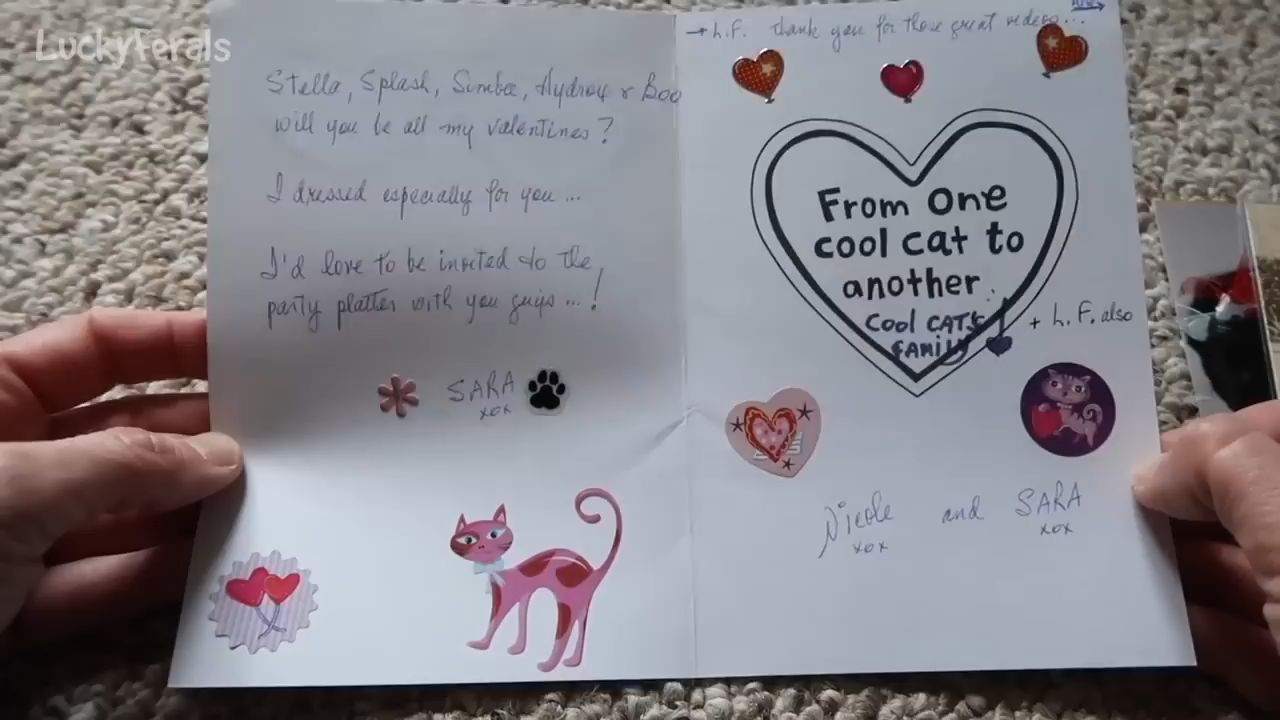 LuckyFerals
Stella, Splash, Simbee, Hydrox & Boo
will you be all my valentines?
I dressed especially for you...
I'd love to be invited to the
party platter with you guys...!
SARA
xox
→ L.F. thank you for those great videos...
From One
cool cat to
another.
Cool CATS
FAMILY
+ L.F. also
Nicole and SARA
xox xox